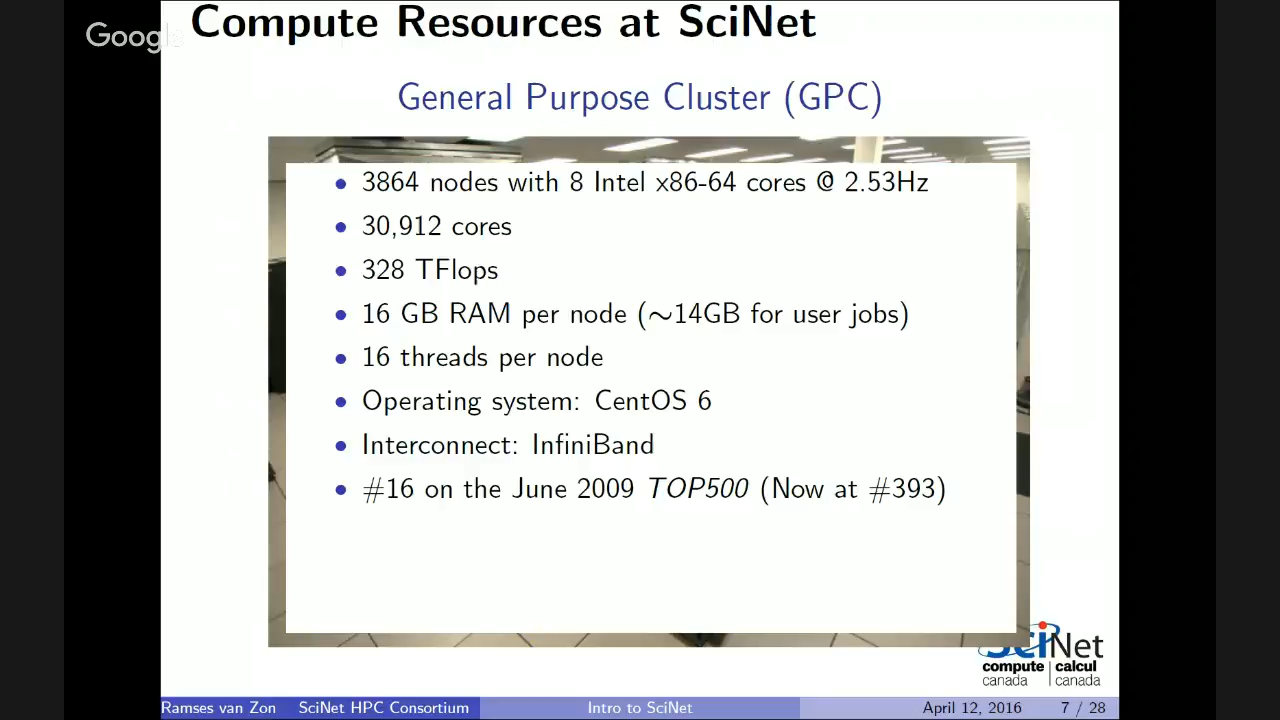 Google
Compute Resources at SciNet
General Purpose Cluster (GPC)
• 3864 nodes with 8 Intel x86-64 cores @ 2.53Hz
• 30,912 cores
• 328 TFlops
• 16 GB RAM per node (∼14GB for user jobs)
• 16 threads per node
• Operating system: CentOS 6
• Interconnect: InfiniBand
• #16 on the June 2009 TOP500 (Now at #393)
SciNet
compute | calcul
canada | canada
Ramses van Zon SciNet HPC Consortium Intro to SciNet April 12, 2016 7 / 28